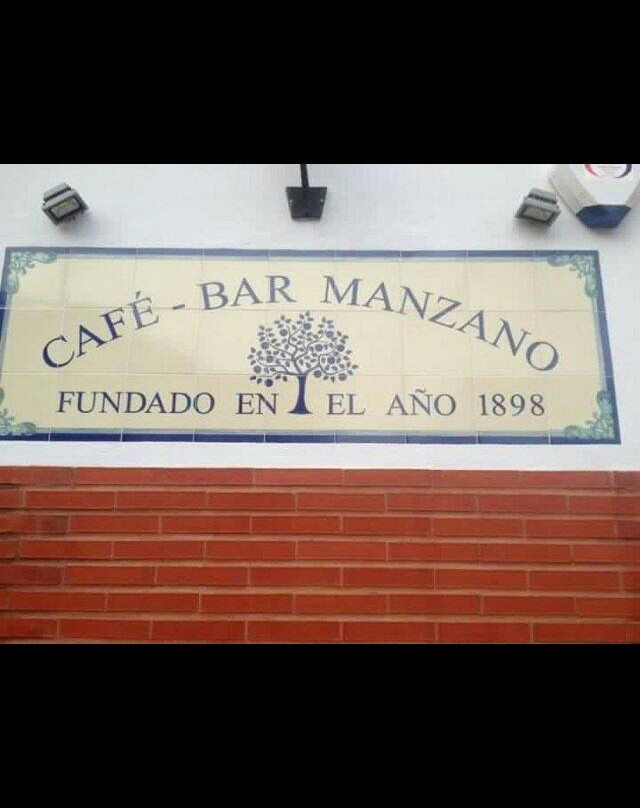 CAFÉ - BAR MANZANO
FUNDADO EN EL AÑO 1898